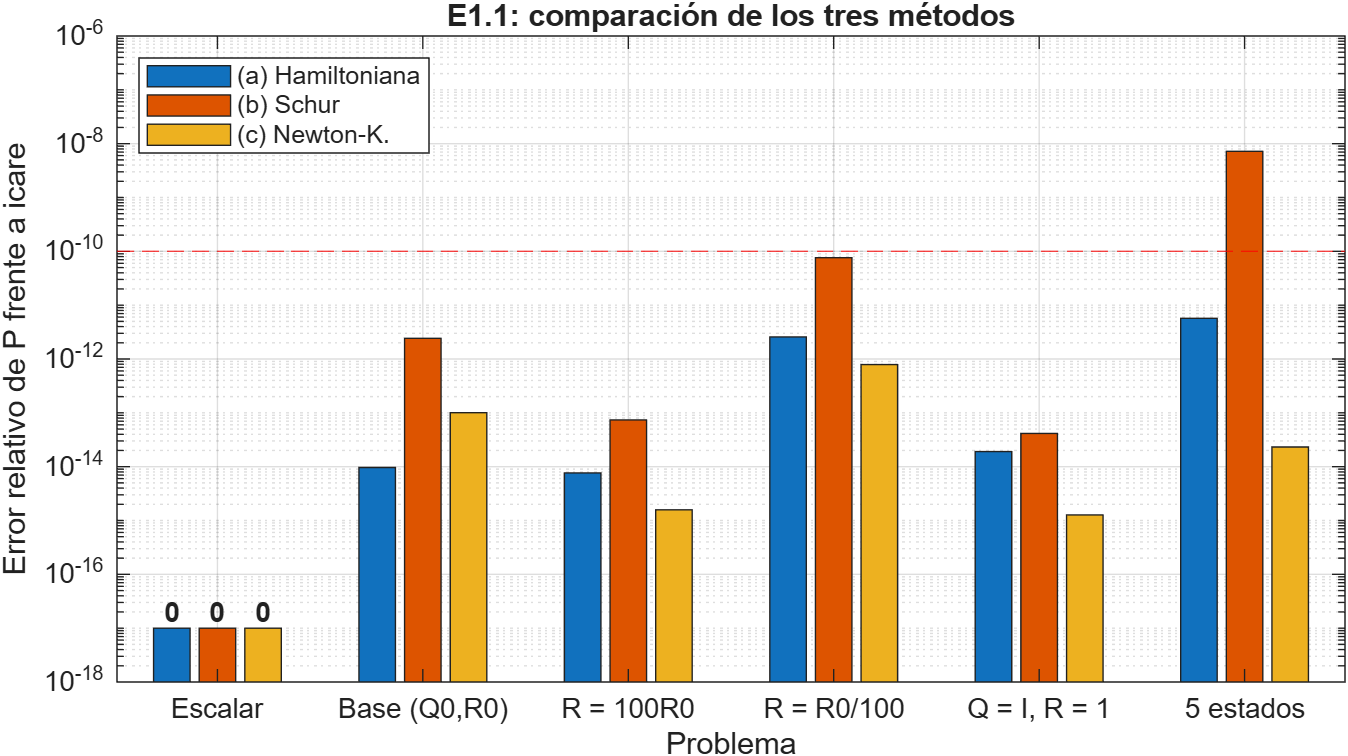 E1.1: comparación de los tres métodos
(a) Hamiltoniana
(b) Schur
(c) Newton-K.
Error relativo de P frente a icare
10^-6
10^-8
10^-10
10^-12
10^-14
10^-16
10^-18
0 0 0
Escalar Base (Q0,R0) R = 100R0 R = R0/100 Q = I, R = 1 5 estados
Problema